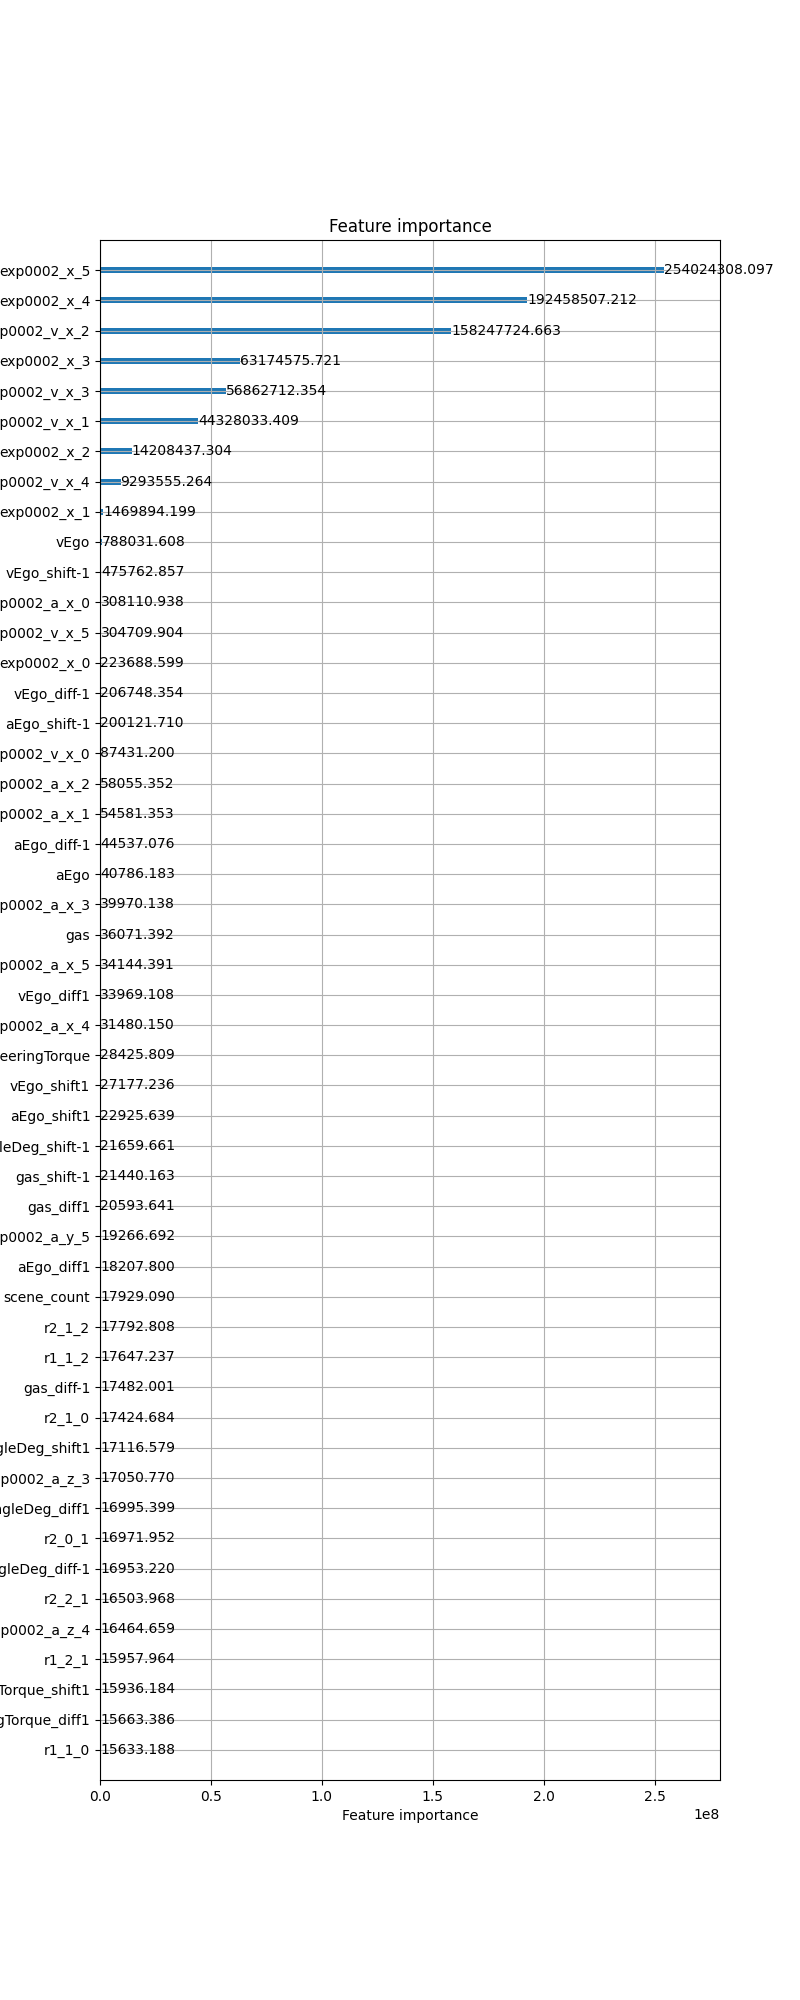 Feature importance
exp0002_x_5 254024308.097
exp0002_x_4 192458507.212
p0002_v_x_2 158247724.663
exp0002_x_3 63174575.721
p0002_v_x_3 56862712.354
p0002_v_x_1 44328033.409
exp0002_x_2 14208437.304
p0002_v_x_4 9293555.264
exp0002_x_1 1469894.199
vEgo 788031.608
vEgo_shift-1 475762.857
p0002_a_x_0 308110.938
p0002_v_x_5 304709.904
exp0002_x_0 223688.599
vEgo_diff-1 206748.354
aEgo_shift-1 200121.710
p0002_v_x_0 87431.200
p0002_a_x_2 58055.352
p0002_a_x_1 54581.353
aEgo_diff-1 44537.076
aEgo 40786.183
p0002_a_x_3 39970.138
gas 36071.392
p0002_a_x_5 34144.391
vEgo_diff1 33969.108
p0002_a_x_4 31480.150
eeringTorque 28425.809
vEgo_shift1 27177.236
aEgo_shift1 22925.639
leDeg_shift-1 21659.661
gas_shift-1 21440.163
gas_diff1 20593.641
p0002_a_y_5 19266.692
aEgo_diff1 18207.800
scene_count 17929.090
r2_1_2 17792.808
r1_1_2 17647.237
gas_diff-1 17482.001
r2_1_0 17424.684
gleDeg_shift1 17116.579
p0002_a_z_3 17050.770
ngleDeg_diff1 16995.399
r2_0_1 16971.952
gleDeg_diff-1 16953.220
r2_2_1 16503.968
p0002_a_z_4 16464.659
r1_2_1 15957.964
Torque_shift1 15936.184
gTorque_diff1 15663.386
r1_1_0 15633.188
0.0 0.5 1.0 1.5 2.0 2.5
1e8
Feature importance